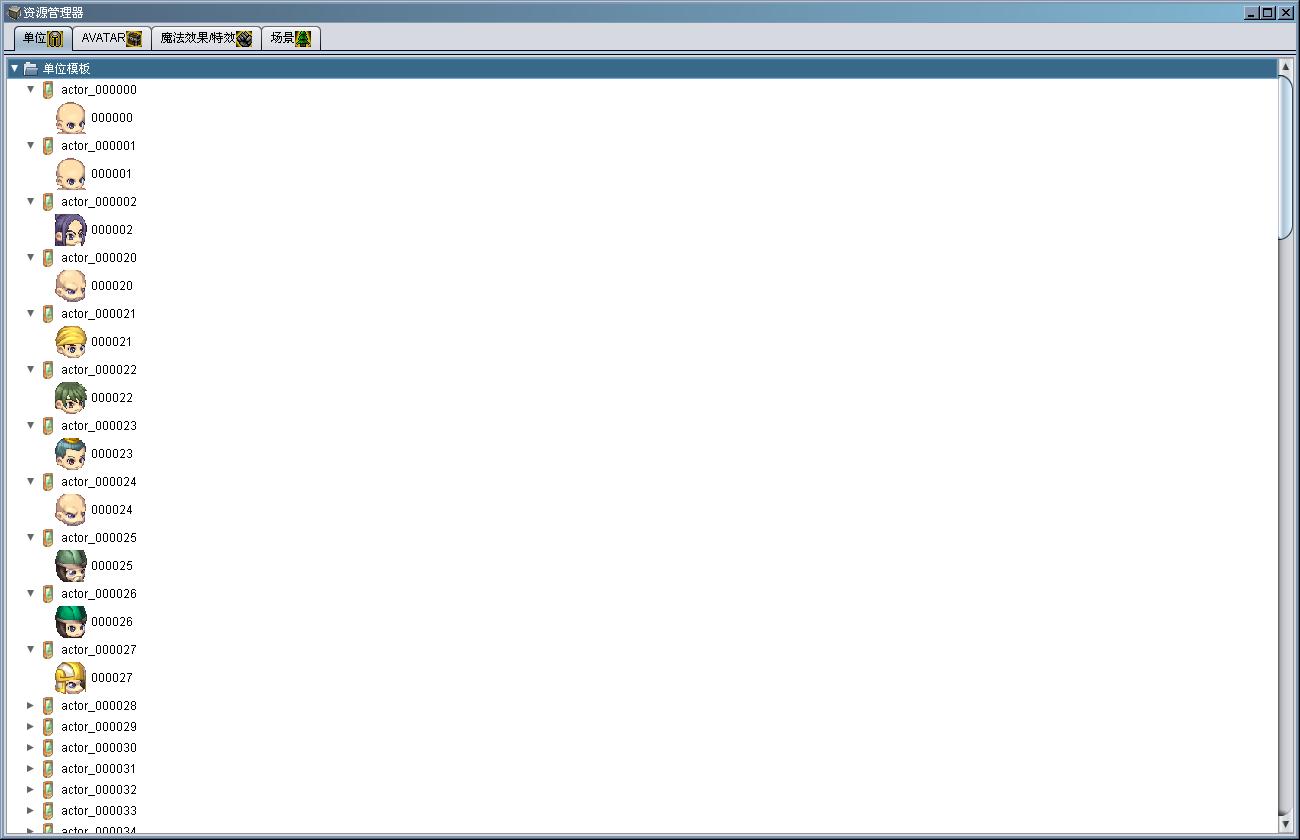 资源管理器
单位 AVATAR 魔法效果/特效 场景
单位模板
actor_000000
000000
actor_000001
000001
actor_000002
000002
actor_000020
000020
actor_000021
000021
actor_000022
000022
actor_000023
000023
actor_000024
000024
actor_000025
000025
actor_000026
000026
actor_000027
000027
actor_000028
actor_000029
actor_000030
actor_000031
actor_000032
actor_000033
actor_000034